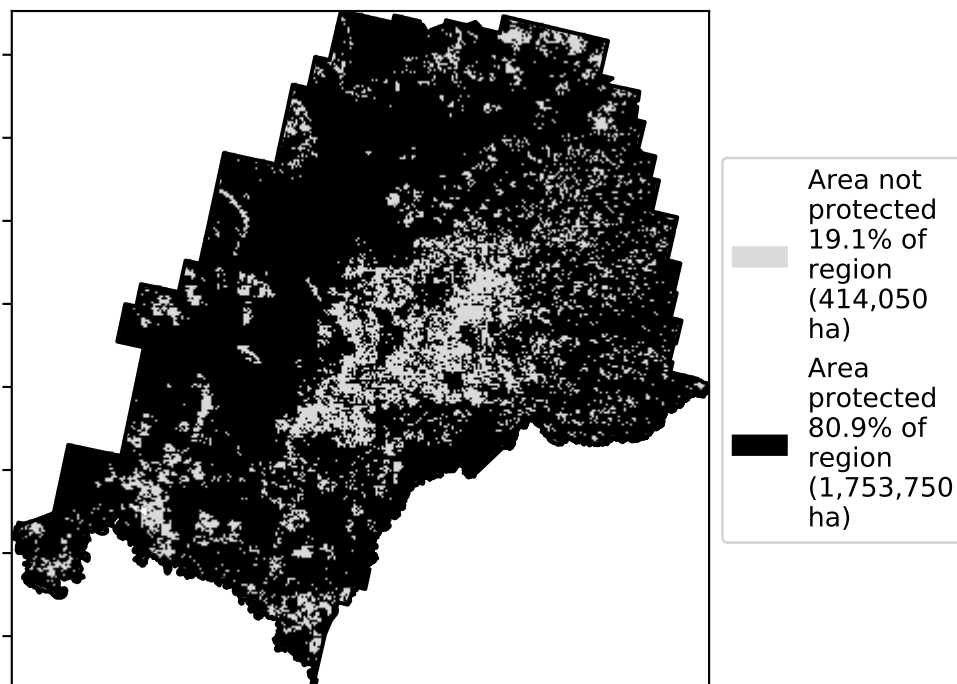 Area not
protected
19.1% of
region
(414,050
ha)
Area
protected
80.9% of
region
(1,753,750
ha)